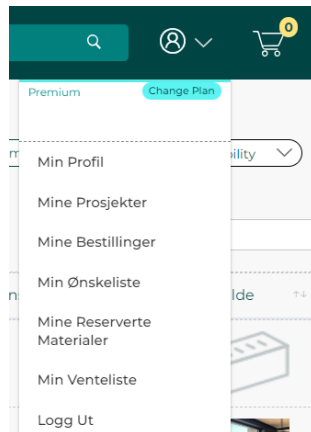 0
Premium
Change Plan
Min Profil
Mine Prosjekter
Mine Bestillinger
Min Ønskeliste
lde
Mine Reserverte
Materialer
Min Venteliste
Logg Ut